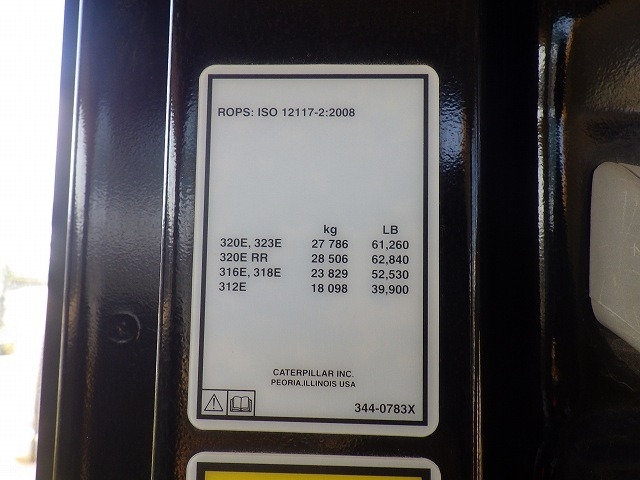 ROPS: ISO 12117-2:2008
kg LB
320E, 323E 27 786 61,260
320E RR 28 506 62,840
316E, 318E 23 829 52,530
312E 18 098 39,900
CATERPILLAR INC.
PEORIA,ILLINOIS USA
344-0783X